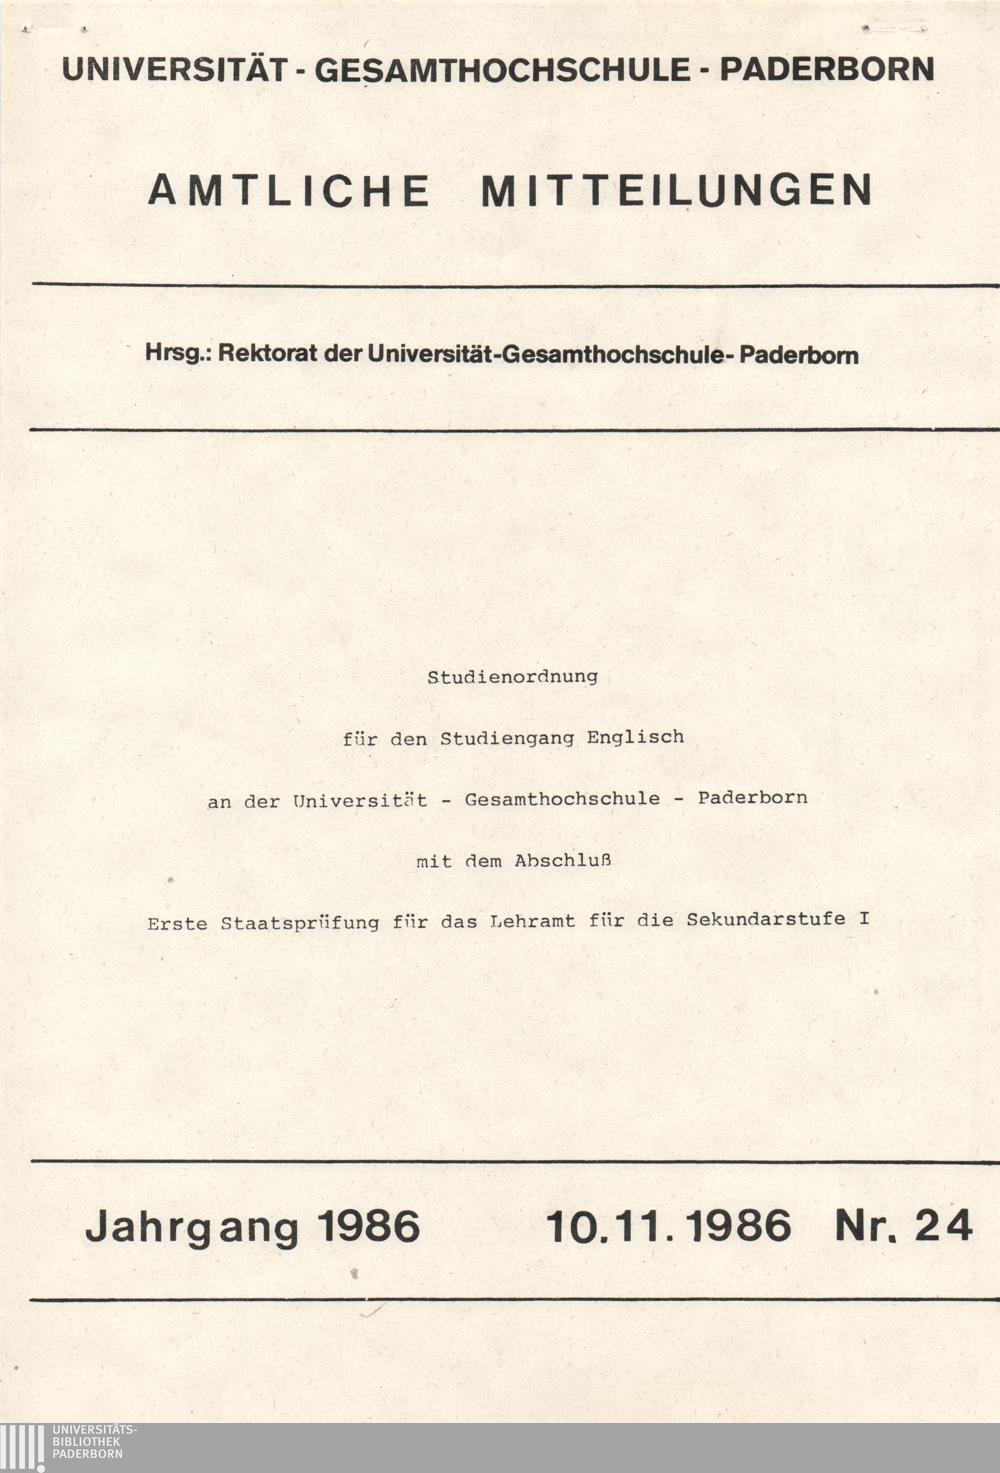 UNIVERSITÄT - GESAMTHOCHSCHULE - PADERBORN
AMTLICHE MITTEILUNGEN
Hrsg.: Rektorat der Universität-Gesamthochschule- Paderborn
Studienordnung
für den Studiengang Englisch
an der Universität - Gesamthochschule - Paderborn
mit dem Abschluß
Erste Staatsprüfung für das Lehramt für die Sekundarstufe I
Jahrgang 1986 10.11.1986 Nr. 24
UNIVERSITÄTS-
BIBLIOTHEK
PADERBORN